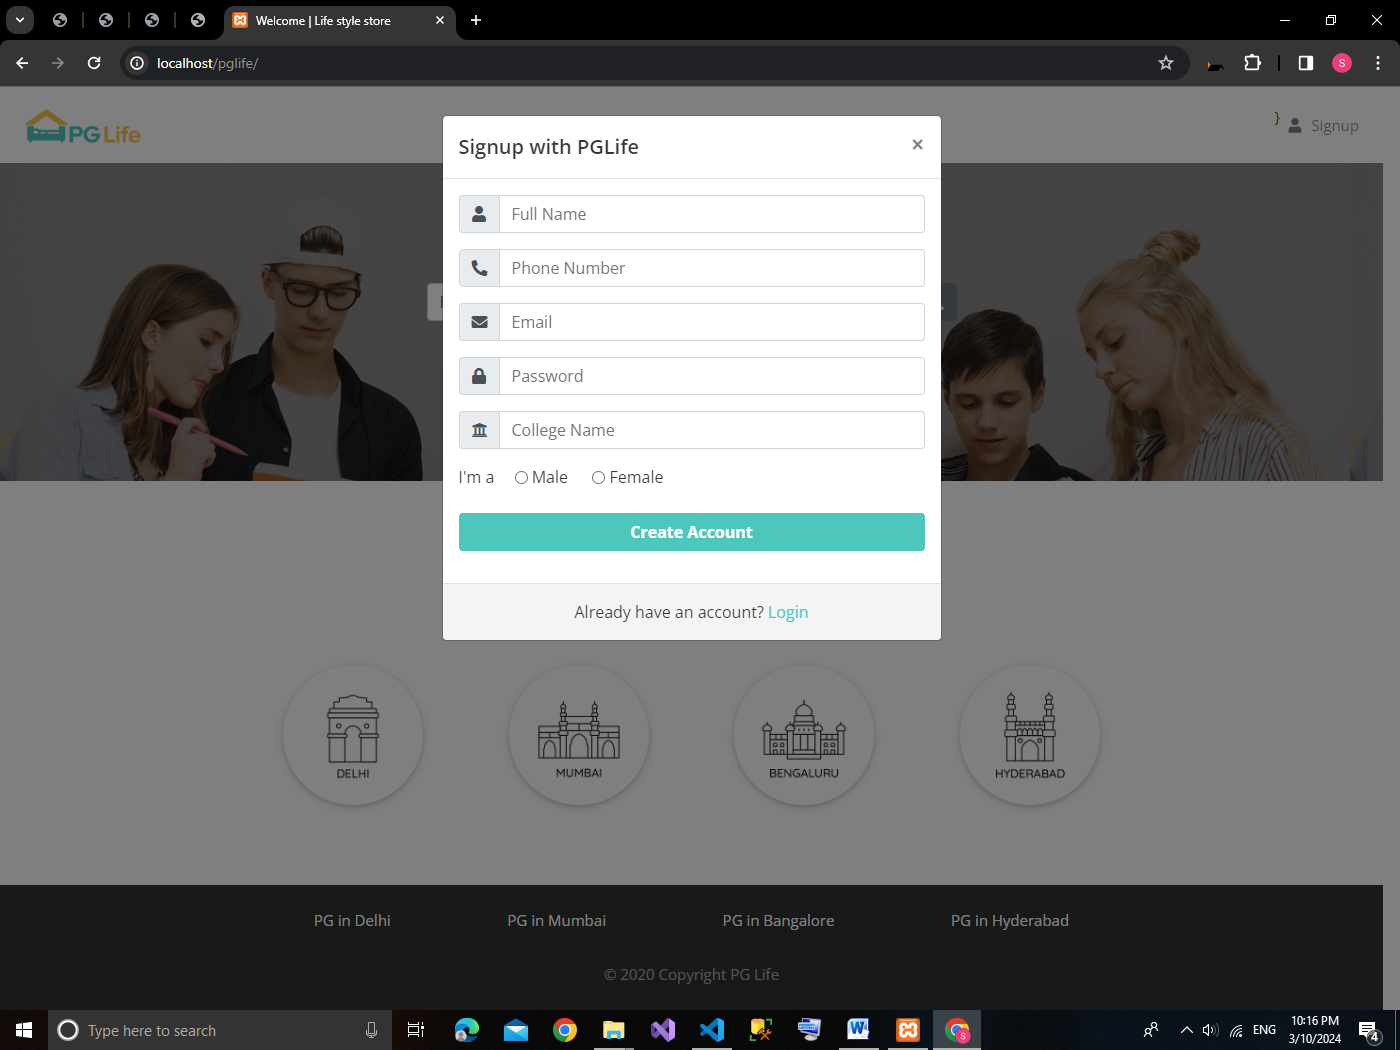 Welcome | Life style store
localhost/pglife/
S
PG Life
} Signup
Signup with PGLife
×
Full Name
Phone Number
Email
Password
College Name
I'm a Male Female
Create Account
Already have an account? Login
DELHI
MUMBAI
BENGALURU
HYDERABAD
PG in Delhi PG in Mumbai PG in Bangalore PG in Hyderabad
© 2020 Copyright PG Life
Type here to search
S
ENG
10:16 PM
3/10/2024
4